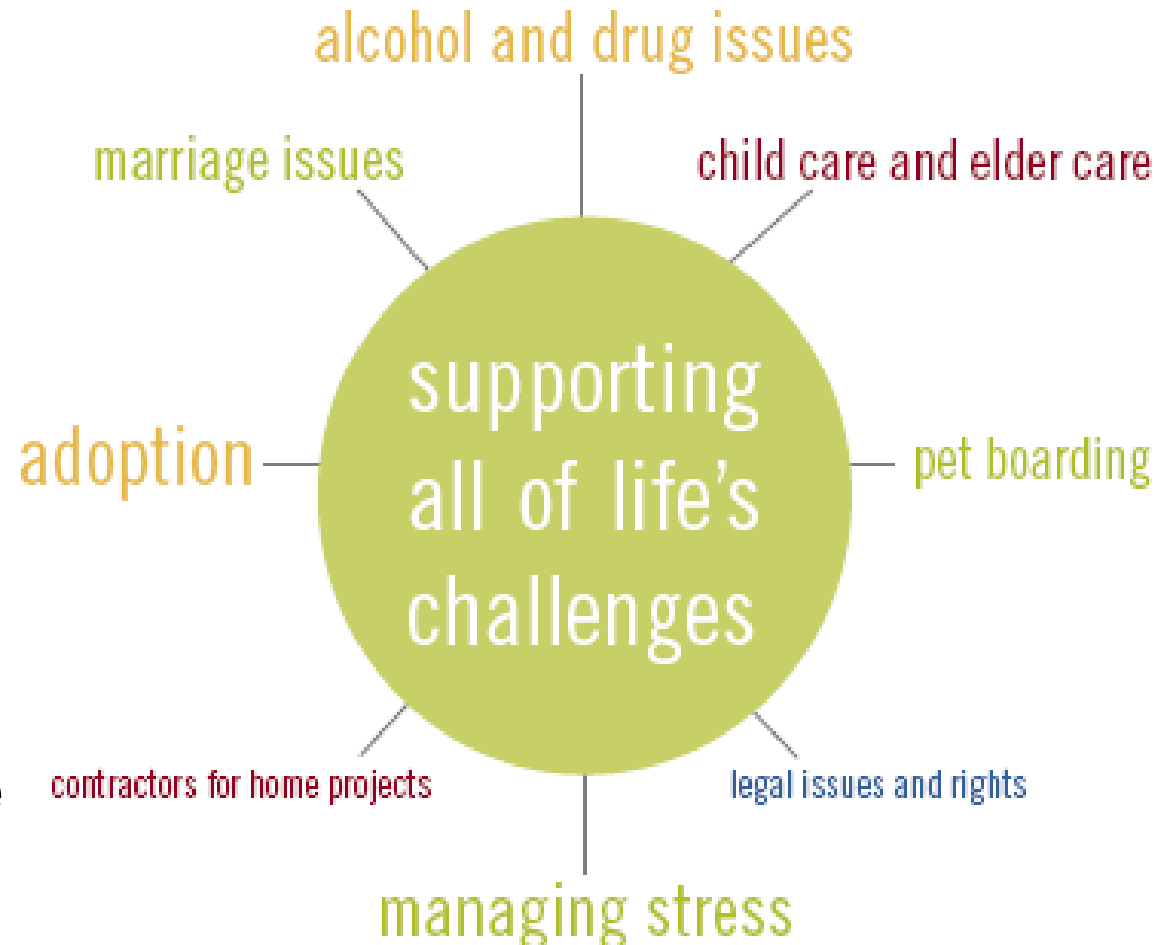 alcohol and drug issues
marriage issues
child care and elder care
supporting
all of life's
challenges
adoption
pet boarding
contractors for home projects
legal issues and rights
managing stress